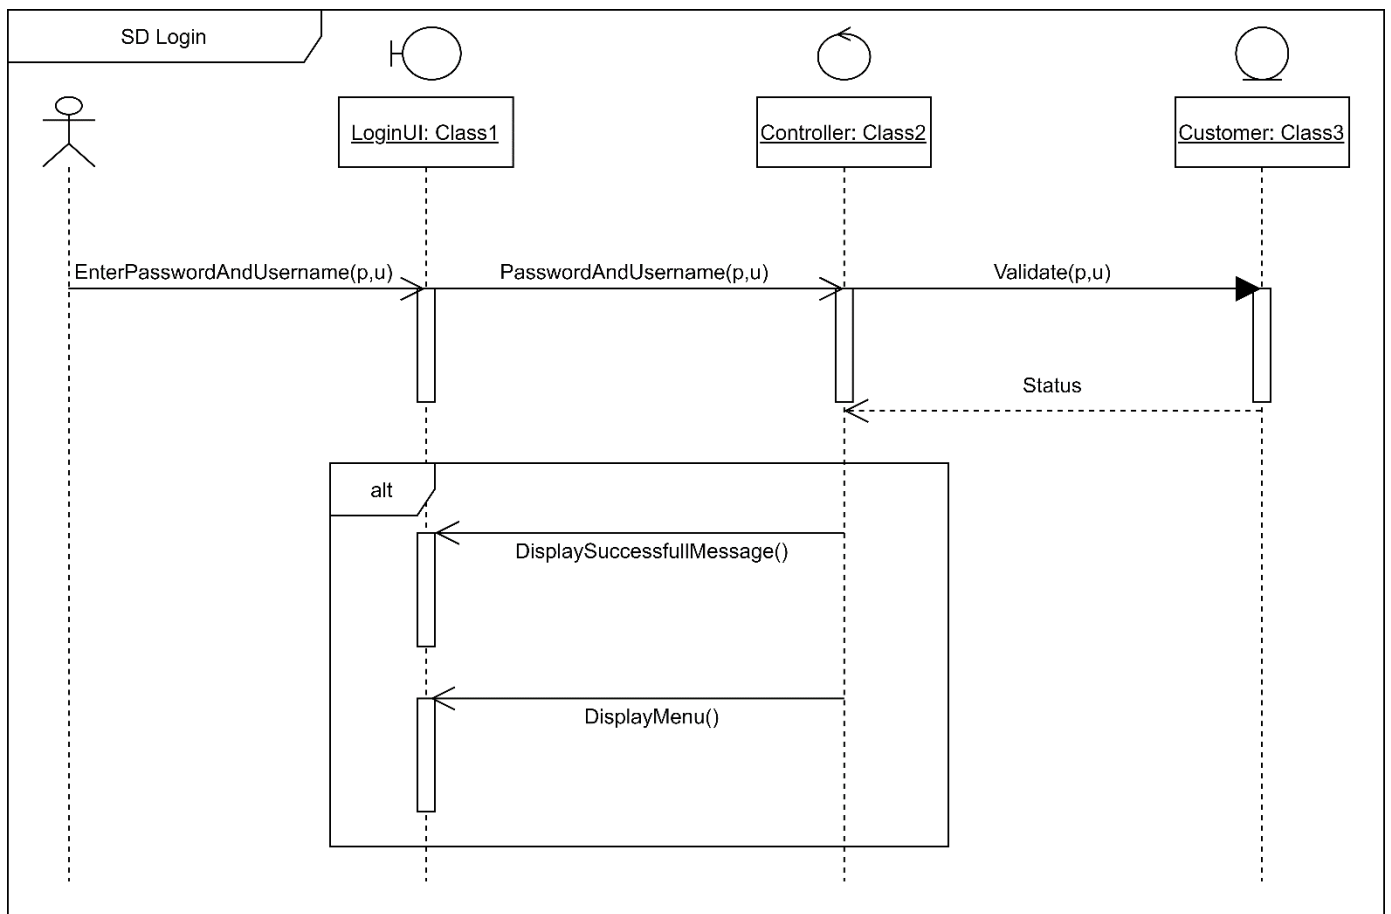 SD Login
LoginUI: Class1
Controller: Class2
Customer: Class3
EnterPasswordAndUsername(p,u)
PasswordAndUsername(p,u)
Validate(p,u)
Status
alt
DisplaySuccessfullMessage()
DisplayMenu()